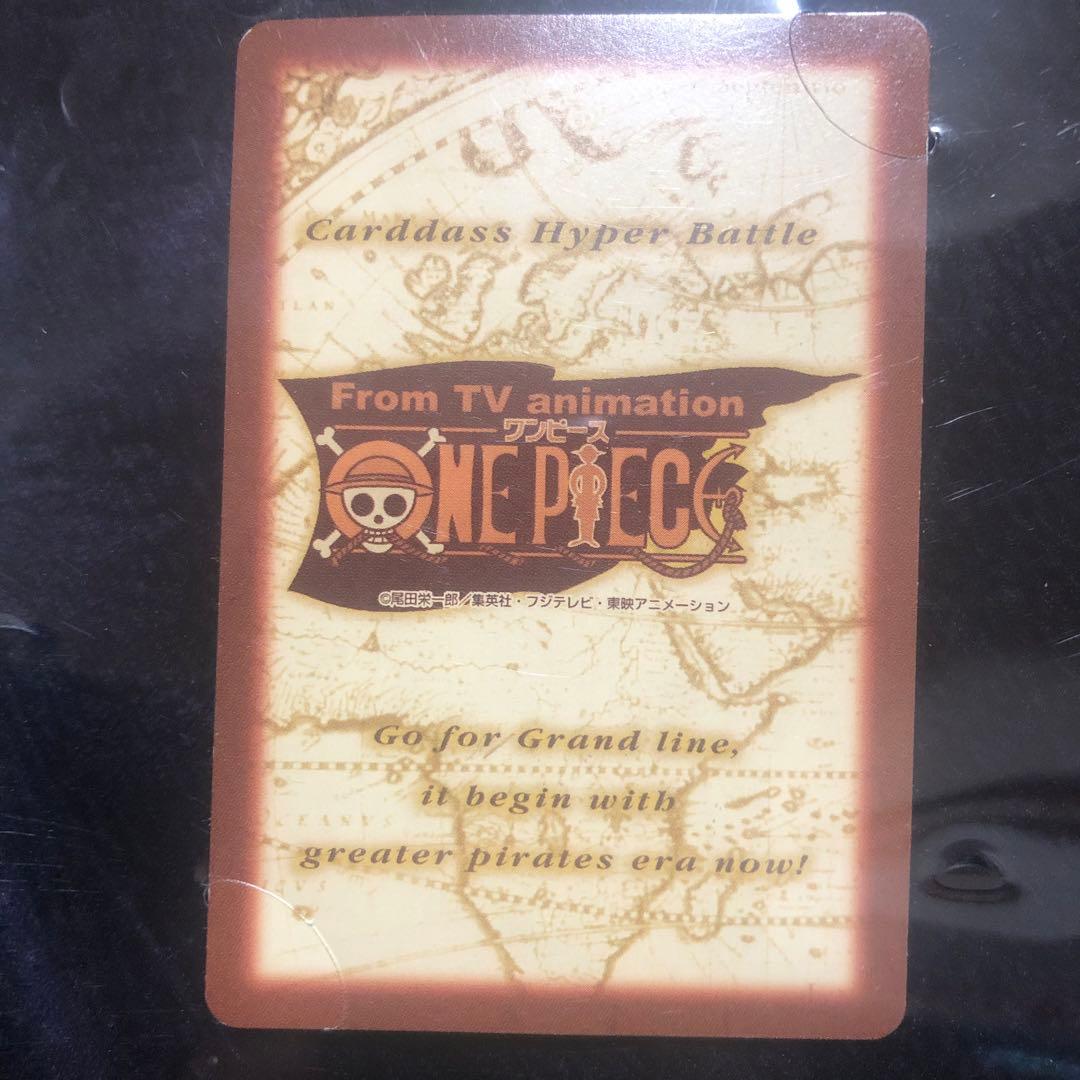 Septentrio
Carddass Hyper Battle
From TV animation
ワンピース
ONE PIECE
©尾田栄一郎／集英社・フジテレビ・東映アニメーション
Go for Grand line,
it begin with
CEANVS
greater pirates era now!